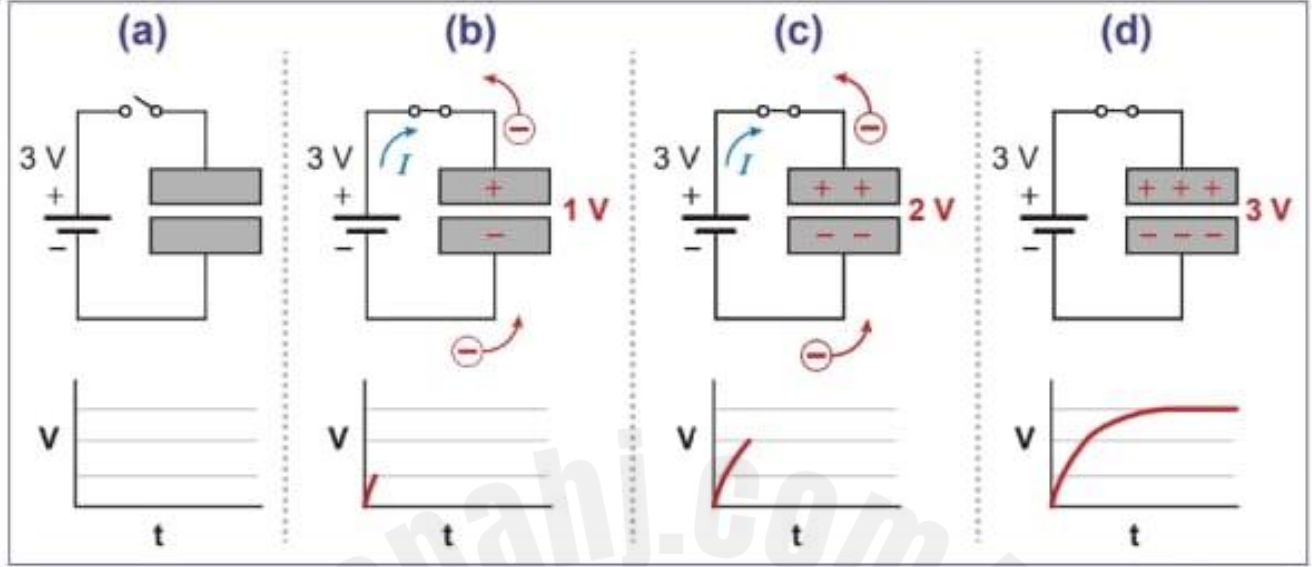 (a) (b) (c) (d)
3 V
+
−
V
t
3 V
+
−
I
−
+
−
1 V
−
V
t
3 V
+
−
I
−
+ +
− −
2 V
−
V
t
3 V
+
−
+ + +
− − −
3 V
V
t